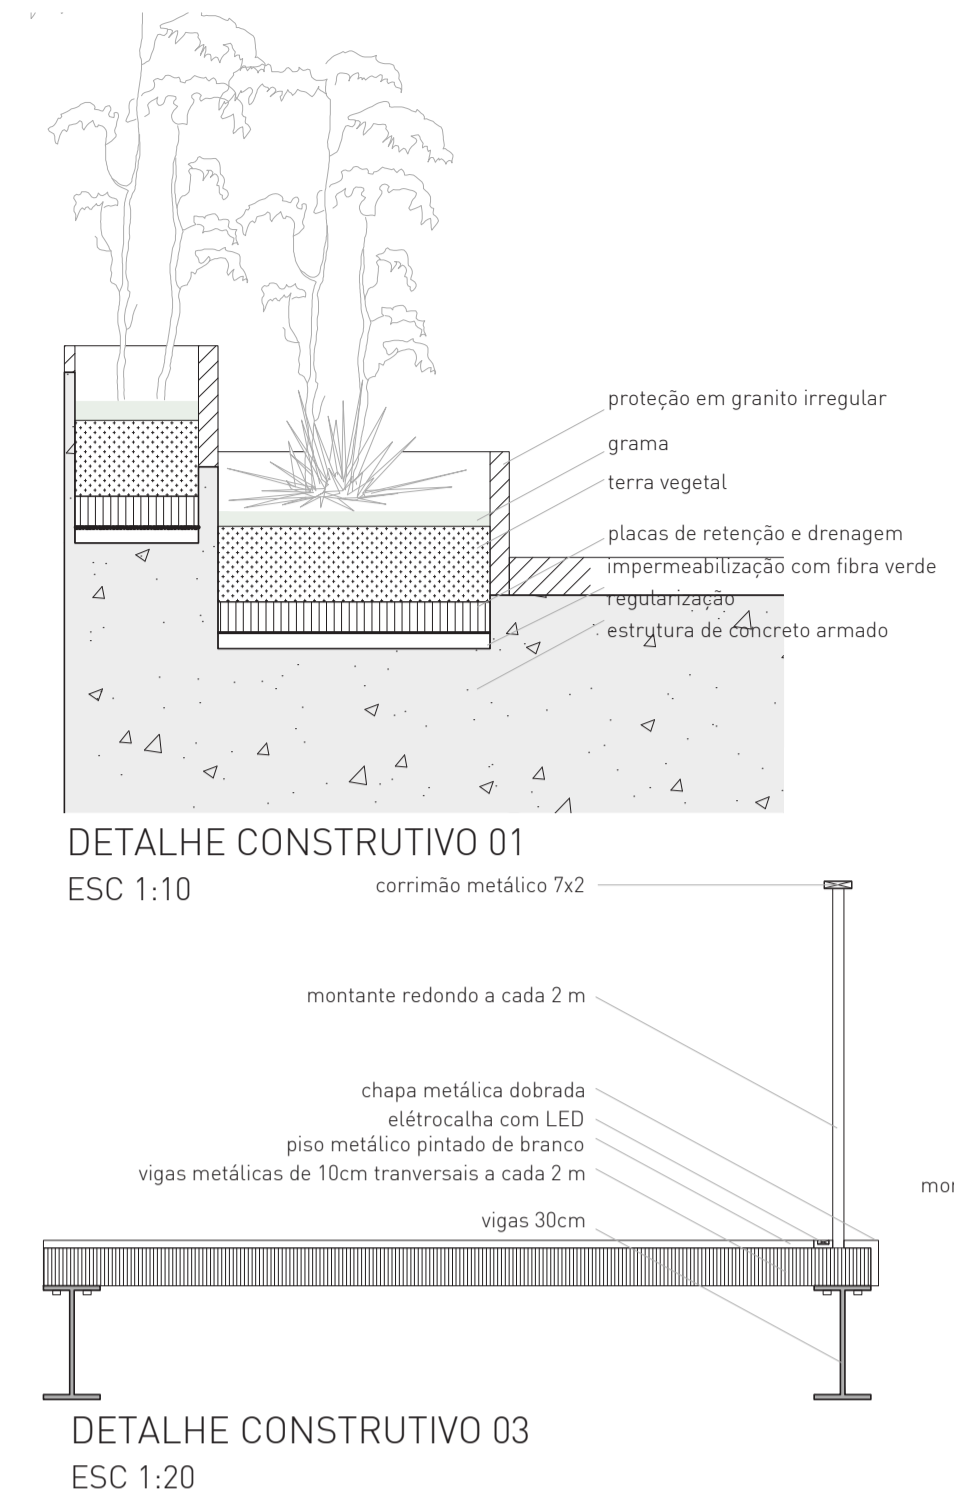 proteção em granito irregular
grama
terra vegetal
placas de retenção e drenagem
impermeabilização com fibra verde
regularização
estrutura de concreto armado
DETALHE CONSTRUTIVO 01
ESC 1:10
corrimão metálico 7x2
montante redondo a cada 2 m
chapa metálica dobrada
elétrocalha com LED
piso metálico pintado de branco
vigas metálicas de 10cm tranversais a cada 2 m
vigas 30cm
DETALHE CONSTRUTIVO 03
ESC 1:20